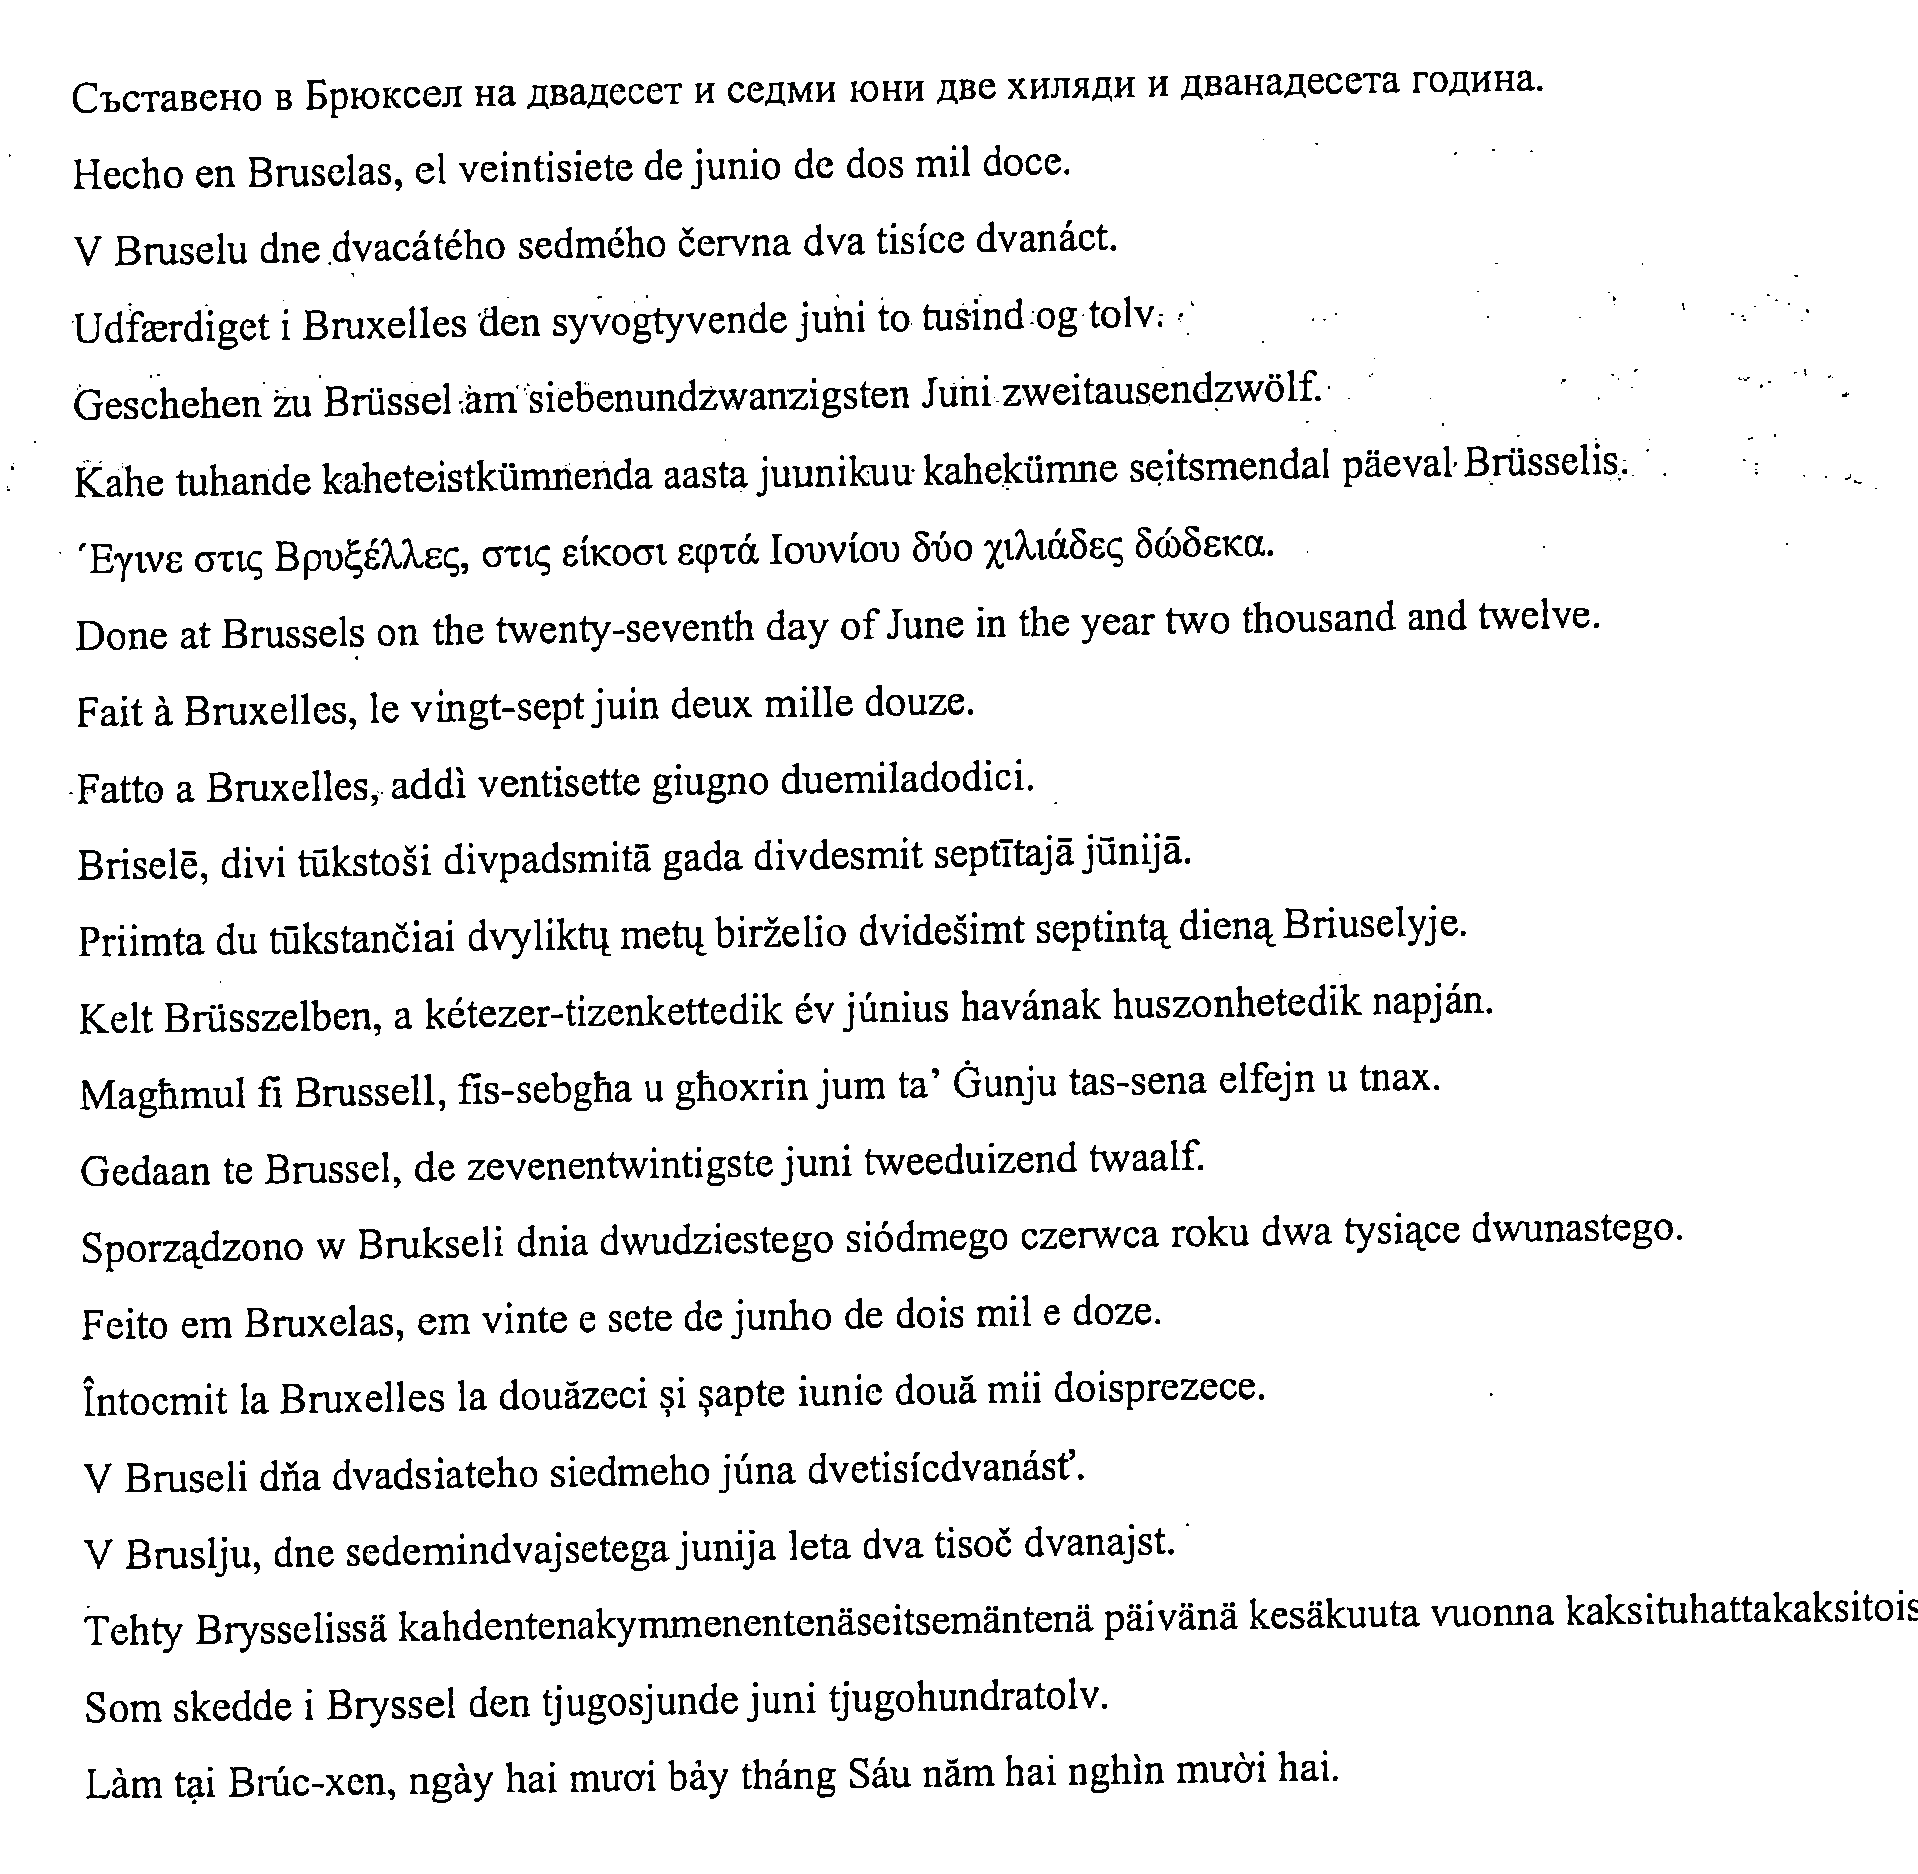 Съставено в Брюксел на двадесет и седми юни две хиляди и дванадесета година.
Hecho en Bruselas, el veintisiete de junio de dos mil doce.
V Bruselu dne dvacátého sedmého června dva tisíce dvanáct.
Udfærdiget i Bruxelles den syvogtyvende juni to tusind og tolv.
Geschehen zu Brüssel am siebenundzwanzigsten Juni zweitausendzwölf.
Kahe tuhande kaheteistkümnenda aasta juunikuu kahekümne seitsmendal päeval Brüsselis.
Έγινε στις Βρυξέλλες, στις είκοσι εφτά Ιουνίου δύο χιλιάδες δώδεκα.
Done at Brussels on the twenty-seventh day of June in the year two thousand and twelve.
Fait à Bruxelles, le vingt-sept juin deux mille douze.
Fatto a Bruxelles, addì ventisette giugno duemiladodici.
Briselē, divi tūkstoši divpadsmitā gada divdesmit septītajā jūnijā.
Priimta du tūkstančiai dvyliktų metų birželio dvidešimt septintą dieną Briuselyje.
Kelt Brüsszelben, a kétezer-tizenkettedik év június havának huszonhetedik napján.
Magħmul fi Brussell, fis-sebgħa u għoxrin jum ta’ Ġunju tas-sena elfejn u tnax.
Gedaan te Brussel, de zevenentwintigste juni tweeduizend twaalf.
Sporządzono w Brukseli dnia dwudziestego siódmego czerwca roku dwa tysiące dwunastego.
Feito em Bruxelas, em vinte e sete de junho de dois mil e doze.
Întocmit la Bruxelles la douăzeci și șapte iunie două mii doisprezece.
V Bruseli dňa dvadsiateho siedmeho júna dvetisícdvanásť.
V Bruslju, dne sedemindvajsetega junija leta dva tisoč dvanajst.
Tehty Brysselissä kahdentenakymmenentenäseitsemäntenä päivänä kesäkuuta vuonna kaksituhattakaksitois
Som skedde i Bryssel den tjugosjunde juni tjugohundratolv.
Làm tại Brúc-xen, ngày hai mươi bảy tháng Sáu năm hai nghìn mười hai.